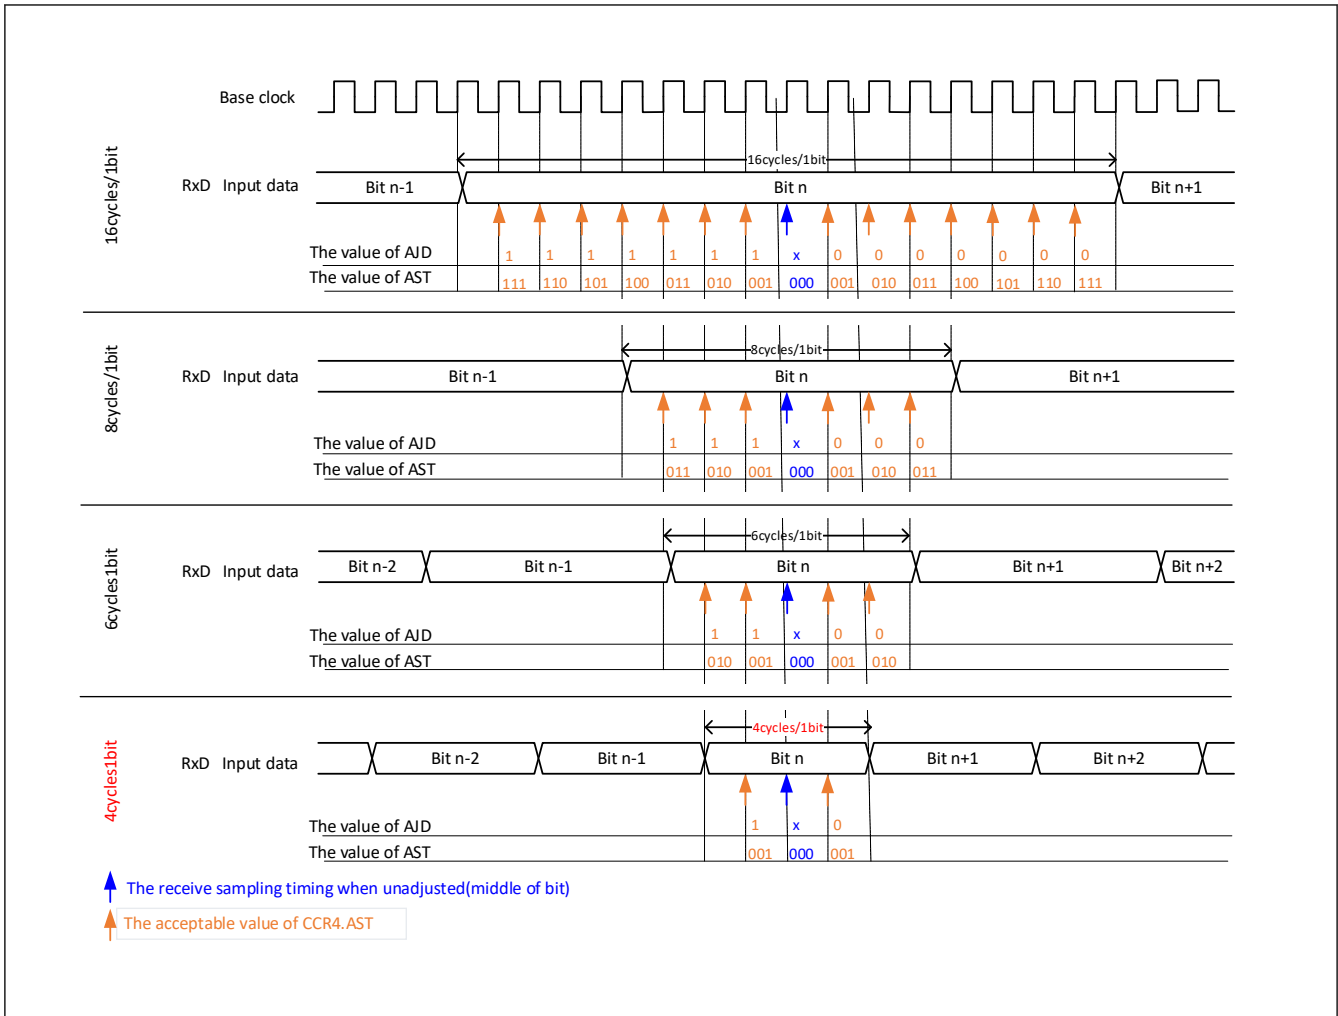 Base clock
16cycles/1bit
16cycles/1bit
RxD Input data Bit n-1 Bit n Bit n+1
The value of AJD 1 1 1 1 1 1 1 x 0 0 0 0 0 0 0
The value of AST 111 110 101 100 011 010 001 000 001 010 011 100 101 110 111
8cycles/1bit
8cycles/1bit
RxD Input data Bit n-1 Bit n Bit n+1
The value of AJD 1 1 1 x 0 0 0
The value of AST 011 010 001 000 001 010 011
6cycles1bit
6cycles/1bit
RxD Input data Bit n-2 Bit n-1 Bit n Bit n+1 Bit n+2
The value of AJD 1 1 x 0 0
The value of AST 010 001 000 001 010
4cycles1bit
4cycles/1bit
RxD Input data Bit n-2 Bit n-1 Bit n Bit n+1 Bit n+2
The value of AJD 1 x 0
The value of AST 001 000 001
The receive sampling timing when unadjusted(middle of bit)
The acceptable value of CCR4.AST